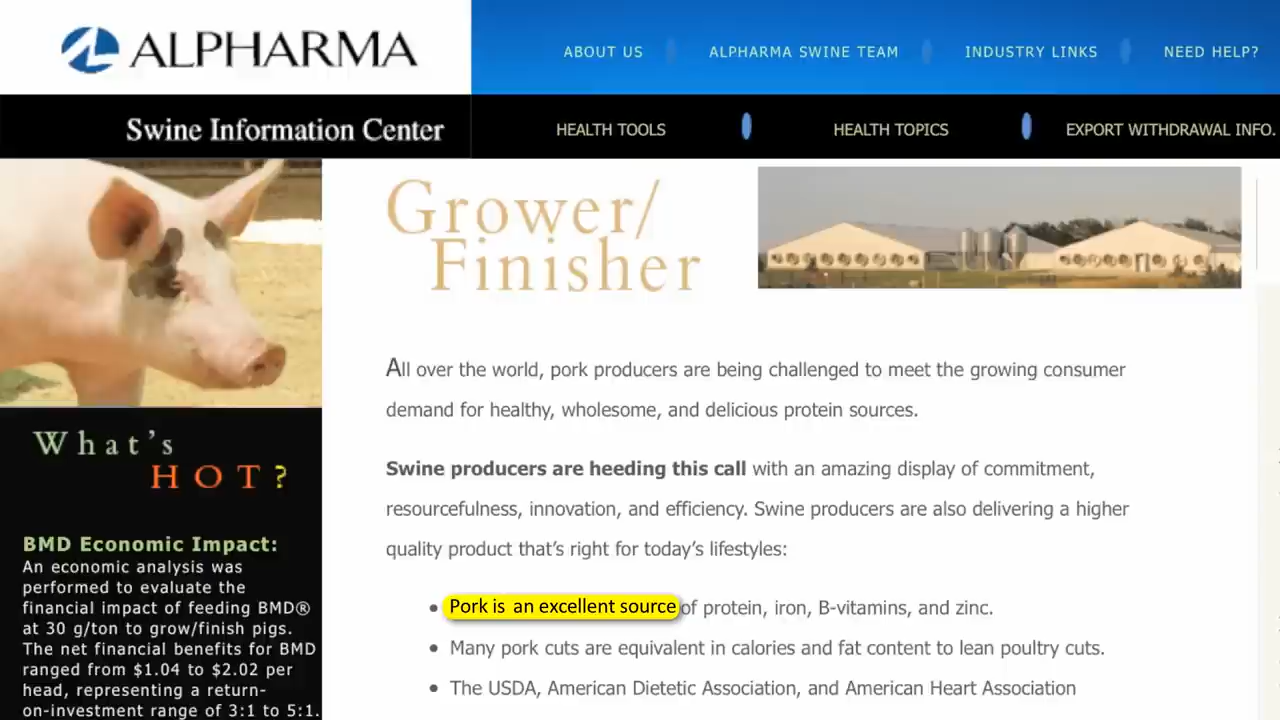 ALPHARMA
ABOUT US
ALPHARMA SWINE TEAM
INDUSTRY LINKS
NEED HELP?
Swine Information Center
HEALTH TOOLS
HEALTH TOPICS
EXPORT WITHDRAWAL INFO.
Grower/
Finisher
All over the world, pork producers are being challenged to meet the growing consumer
demand for healthy, wholesome, and delicious protein sources.
Swine producers are heeding this call with an amazing display of commitment,
resourcefulness, innovation, and efficiency. Swine producers are also delivering a higher
quality product that’s right for today’s lifestyles:
• Pork is an excellent source of protein, iron, B-vitamins, and zinc.
• Many pork cuts are equivalent in calories and fat content to lean poultry cuts.
• The USDA, American Dietetic Association, and American Heart Association
What’s
HOT?
BMD Economic Impact:
An economic analysis was
performed to evaluate the
financial impact of feeding BMD®
at 30 g/ton to grow/finish pigs.
The net financial benefits for BMD
ranged from $1.04 to $2.02 per
head, representing a return-
on-investment range of 3:1 to 5:1.